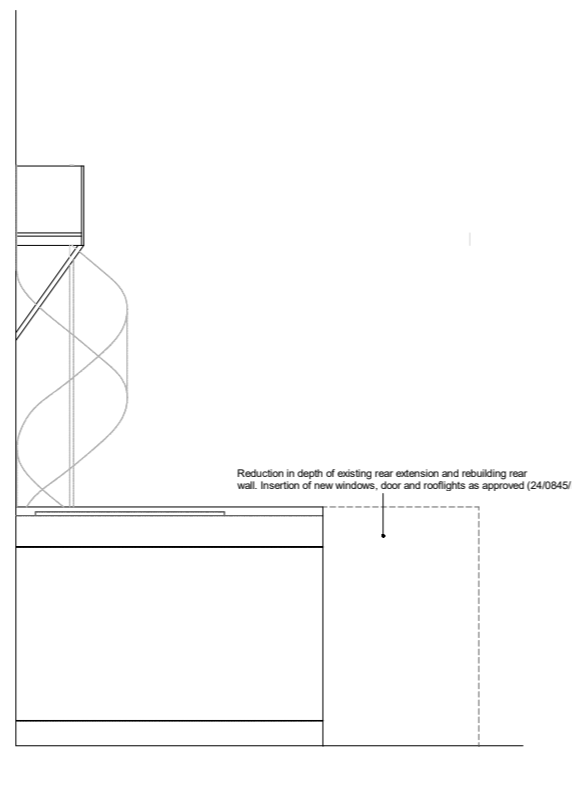 Reduction in depth of existing rear extension and rebuilding rear
wall. Insertion of new windows, door and rooflights as approved (24/0845/